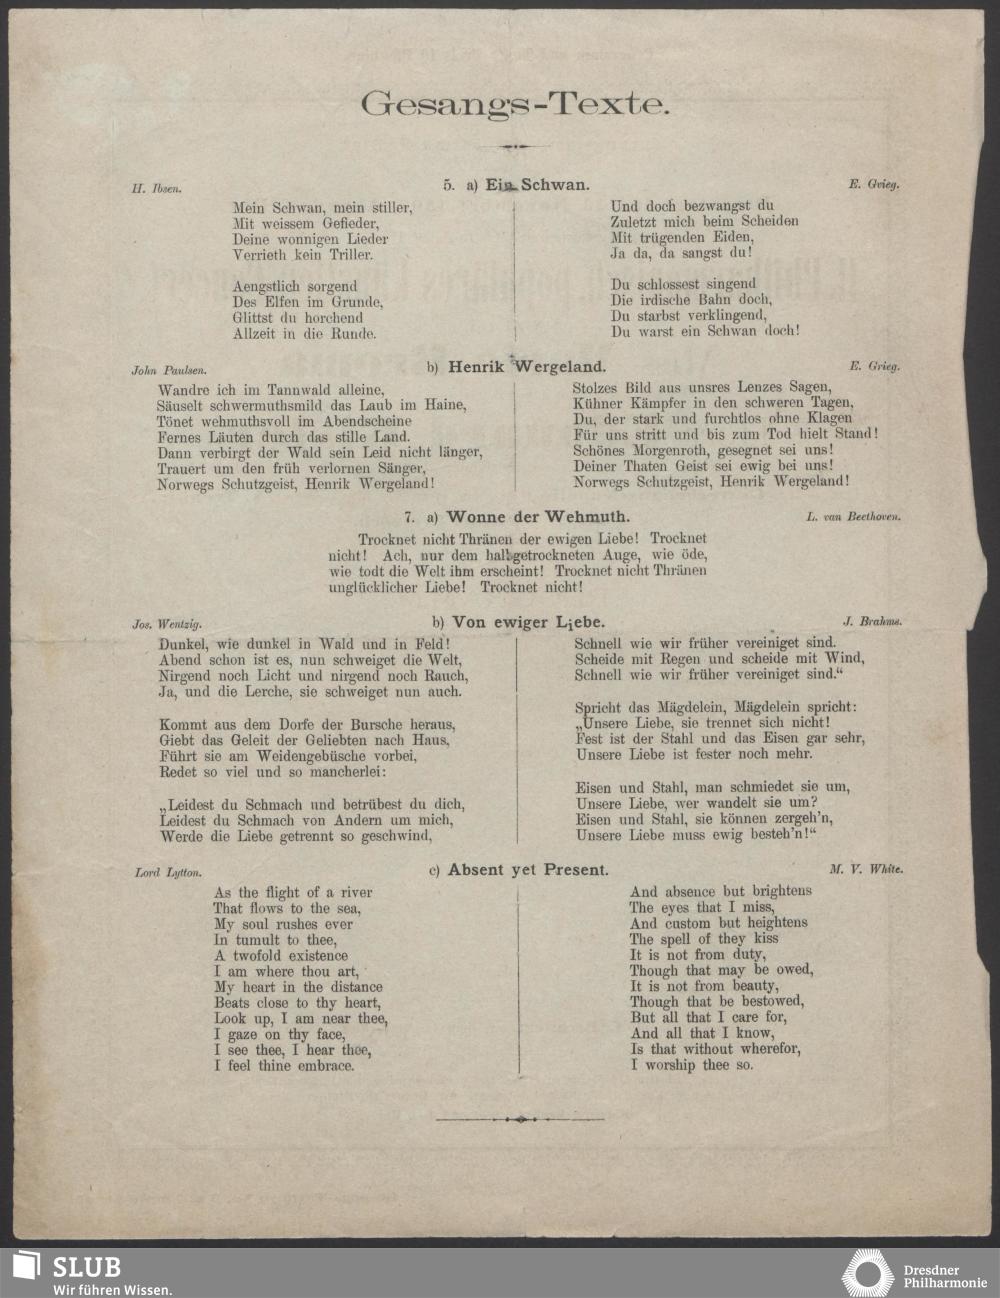 Gesangs-Texte.
H. Ibsen.
5. a) Ein Schwan.
E. Gvieg.
Mein Schwan, mein stiller,
Mit weissem Gefieder,
Deine wonnigen Lieder
Verrieth kein Triller.
Aengstlich sorgend
Des Elfen im Grunde,
Glittst du horchend
Allzeit in die Runde.
Und doch bezwangst du
Zuletzt mich beim Scheiden
Mit trügenden Eiden,
Ja da, da sangst du!
Du schlossest singend
Die irdische Bahn doch,
Du starbst verklingend,
Du warst ein Schwan doch!
John Paulsen.
b) Henrik Wergeland.
E. Grieg.
Wandre ich im Tannwald alleine,
Säuselt schwermuthsmild das Laub im Haine,
Tönet wehmuthsvoll im Abendscheine
Fernes Läuten durch das stille Land.
Dann verbirgt der Wald sein Leid nicht länger,
Trauert um den früh verlornen Sänger,
Norwegs Schutzgeist, Henrik Wergeland!
Stolzes Bild aus unsres Lenzes Sagen,
Kühner Kämpfer in den schweren Tagen,
Du, der stark und furchtlos ohne Klagen
Für uns stritt und bis zum Tod hielt Stand!
Schönes Morgenroth, gesegnet sei uns!
Deiner Thaten Geist sei ewig bei uns!
Norwegs Schutzgeist, Henrik Wergeland!
7. a) Wonne der Wehmuth.
L. van Beethoven.
Trocknet nicht Thränen der ewigen Liebe! Trocknet
nicht! Ach, nur dem halbgetrockneten Auge, wie öde,
wie todt die Welt ihm erscheint! Trocknet nicht Thränen
unglücklicher Liebe! Trocknet nicht!
Jos. Wentzig.
b) Von ewiger Liebe.
J. Brahms.
Dunkel, wie dunkel in Wald und in Feld!
Abend schon ist es, nun schweiget die Welt,
Nirgend noch Licht und nirgend noch Rauch,
Ja, und die Lerche, sie schweiget nun auch.
Kommt aus dem Dorfe der Bursche heraus,
Giebt das Geleit der Geliebten nach Haus,
Führt sie am Weidengebüsche vorbei,
Redet so viel und so mancherlei:
„Leidest du Schmach und betrübest du dich,
Leidest du Schmach von Andern um mich,
Werde die Liebe getrennt so geschwind,
Schnell wie wir früher vereiniget sind.
Scheide mit Regen und scheide mit Wind,
Schnell wie wir früher vereiniget sind.“
Spricht das Mägdelein, Mägdelein spricht:
„Unsere Liebe, sie trennet sich nicht!
Fest ist der Stahl und das Eisen gar sehr,
Unsere Liebe ist fester noch mehr.
Eisen und Stahl, man schmiedet sie um,
Unsere Liebe, wer wandelt sie um?
Eisen und Stahl, sie können zergeh'n,
Unsere Liebe muss ewig besteh'n!“
Lord Lytton.
c) Absent yet Present.
M. V. White.
As the flight of a river
That flows to the sea,
My soul rushes ever
In tumult to thee,
A twofold existence
I am where thou art,
My heart in the distance
Beats close to thy heart,
Look up, I am near thee,
I gaze on thy face,
I see thee, I hear thee,
I feel thine embrace.
And absence but brightens
The eyes that I miss,
And custom but heightens
The spell of they kiss
It is not from duty,
Though that may be owed,
It is not from beauty,
Though that be bestowed,
But all that I care for,
And all that I know,
Is that without wherefor,
I worship thee so.
SLUB
Wir führen Wissen.
Dresdner
Philharmonie